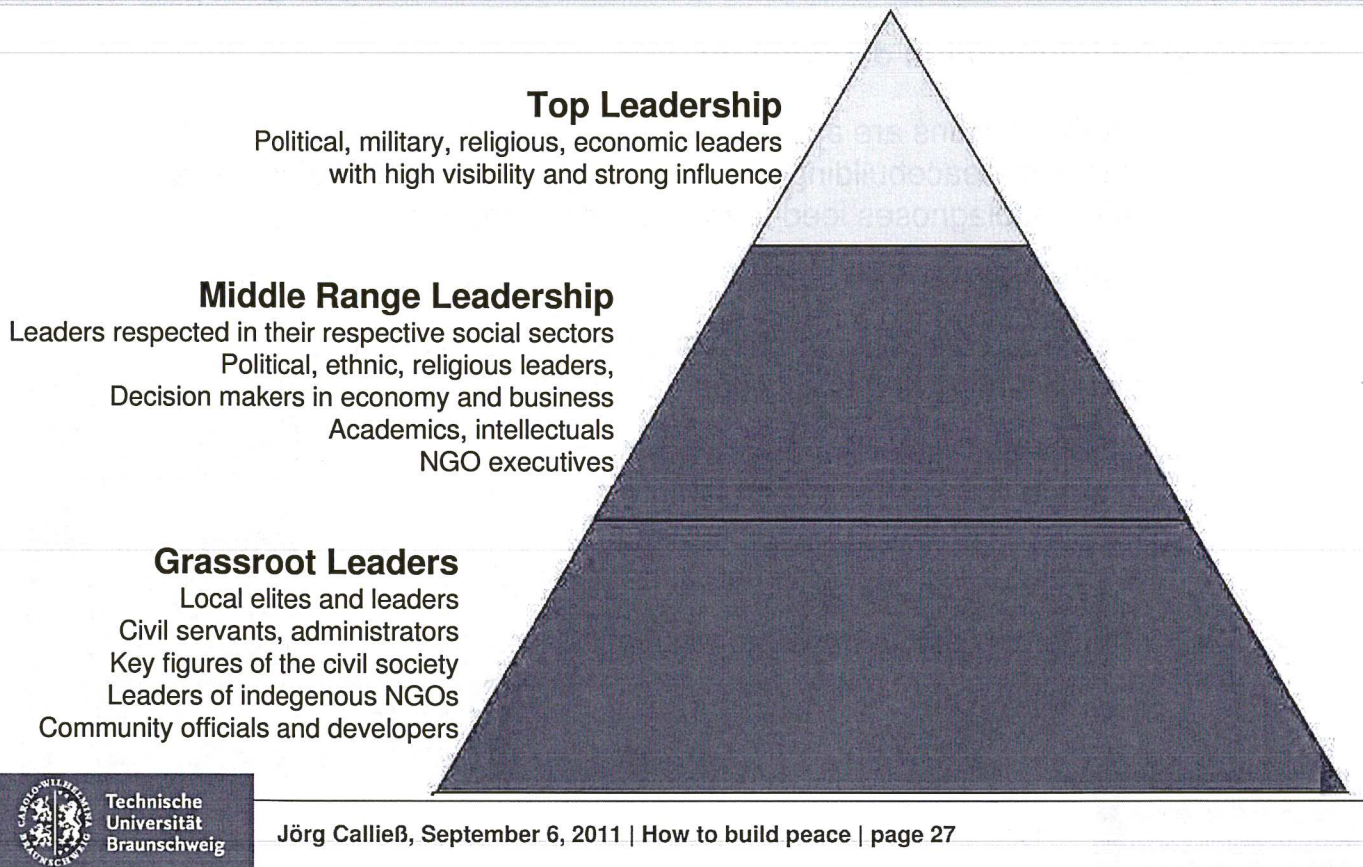 Top Leadership
Political, military, religious, economic leaders
with high visibility and strong influence
Middle Range Leadership
Leaders respected in their respective social sectors
Political, ethnic, religious leaders,
Decision makers in economy and business
Academics, intellectuals
NGO executives
Grassroot Leaders
Local elites and leaders
Civil servants, administrators
Key figures of the civil society
Leaders of indegenous NGOs
Community officials and developers
CAROLO-WILHELMINA
BRAUNSCHWEIG
Technische
Universität
Braunschweig
Jörg Calließ, September 6, 2011 | How to build peace | page 27